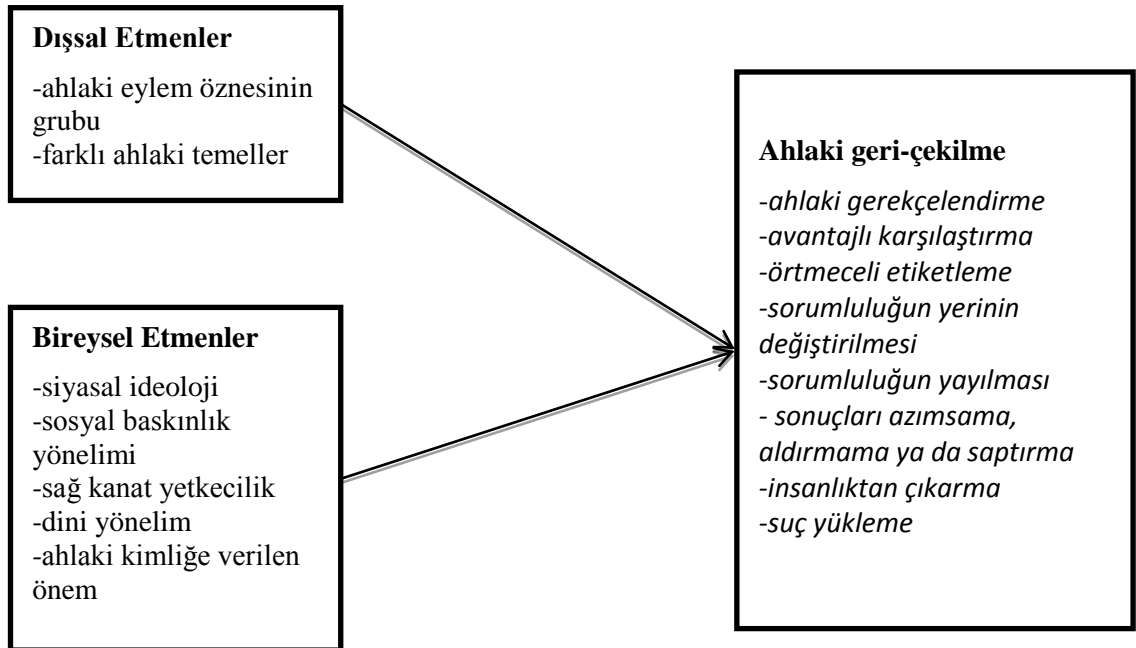 Dışsal Etmenler
-ahlaki eylem öznesinin
grubu
-farklı ahlaki temeller
Bireysel Etmenler
-siyasal ideoloji
-sosyal baskınlık
yönelimi
-sağ kanat yetkecilik
-dini yönelim
-ahlaki kimliğe verilen
önem
Ahlaki geri-çekilme
-ahlaki gerekçelendirme
-avantajlı karşılaştırma
-örtmeceli etiketleme
-sorumluluğun yerinin
değiştirilmesi
-sorumluluğun yayılması
- sonuçları azımsama,
aldırmama ya da saptırma
-insanlıktan çıkarma
-suç yükleme